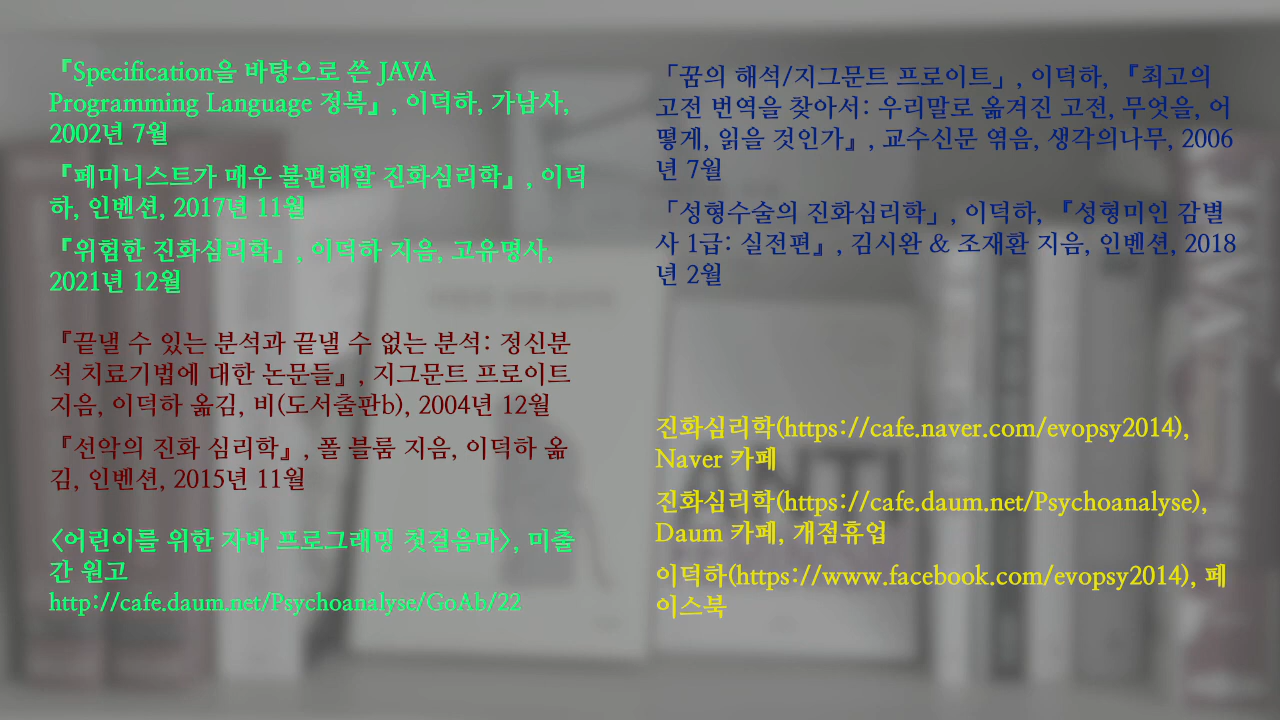 『Specification을 바탕으로 쓴 JAVA
Programming Language 정복』, 이덕하, 가남사,
2002년 7월
『페미니스트가 매우 불편해할 진화심리학』, 이덕
하, 인벤션, 2017년 11월
『위험한 진화심리학』, 이덕하 지음, 고유명사,
2021년 12월
『끝낼 수 있는 분석과 끝낼 수 없는 분석: 정신분
석 치료기법에 대한 논문들』, 지그문트 프로이트
지음, 이덕하 옮김, 비(도서출판b), 2004년 12월
『선악의 진화 심리학』, 폴 블룸 지음, 이덕하 옮
김, 인벤션, 2015년 11월
<어린이를 위한 자바 프로그래밍 첫걸음마>, 미출
간 원고
http://cafe.daum.net/Psychoanalyse/GoAb/22
「꿈의 해석/지그문트 프로이트」, 이덕하, 『최고의
고전 번역을 찾아서: 우리말로 옮겨진 고전, 무엇을, 어
떻게, 읽을 것인가』, 교수신문 엮음, 생각의나무, 2006
년 7월
「성형수술의 진화심리학」, 이덕하, 『성형미인 감별
사 1급: 실전편』, 김시완 & 조재환 지음, 인벤션, 2018
년 2월
진화심리학(https://cafe.naver.com/evopsy2014),
Naver 카페
진화심리학(https://cafe.daum.net/Psychoanalyse),
Daum 카페, 개점휴업
이덕하(https://www.facebook.com/evopsy2014), 페
이스북